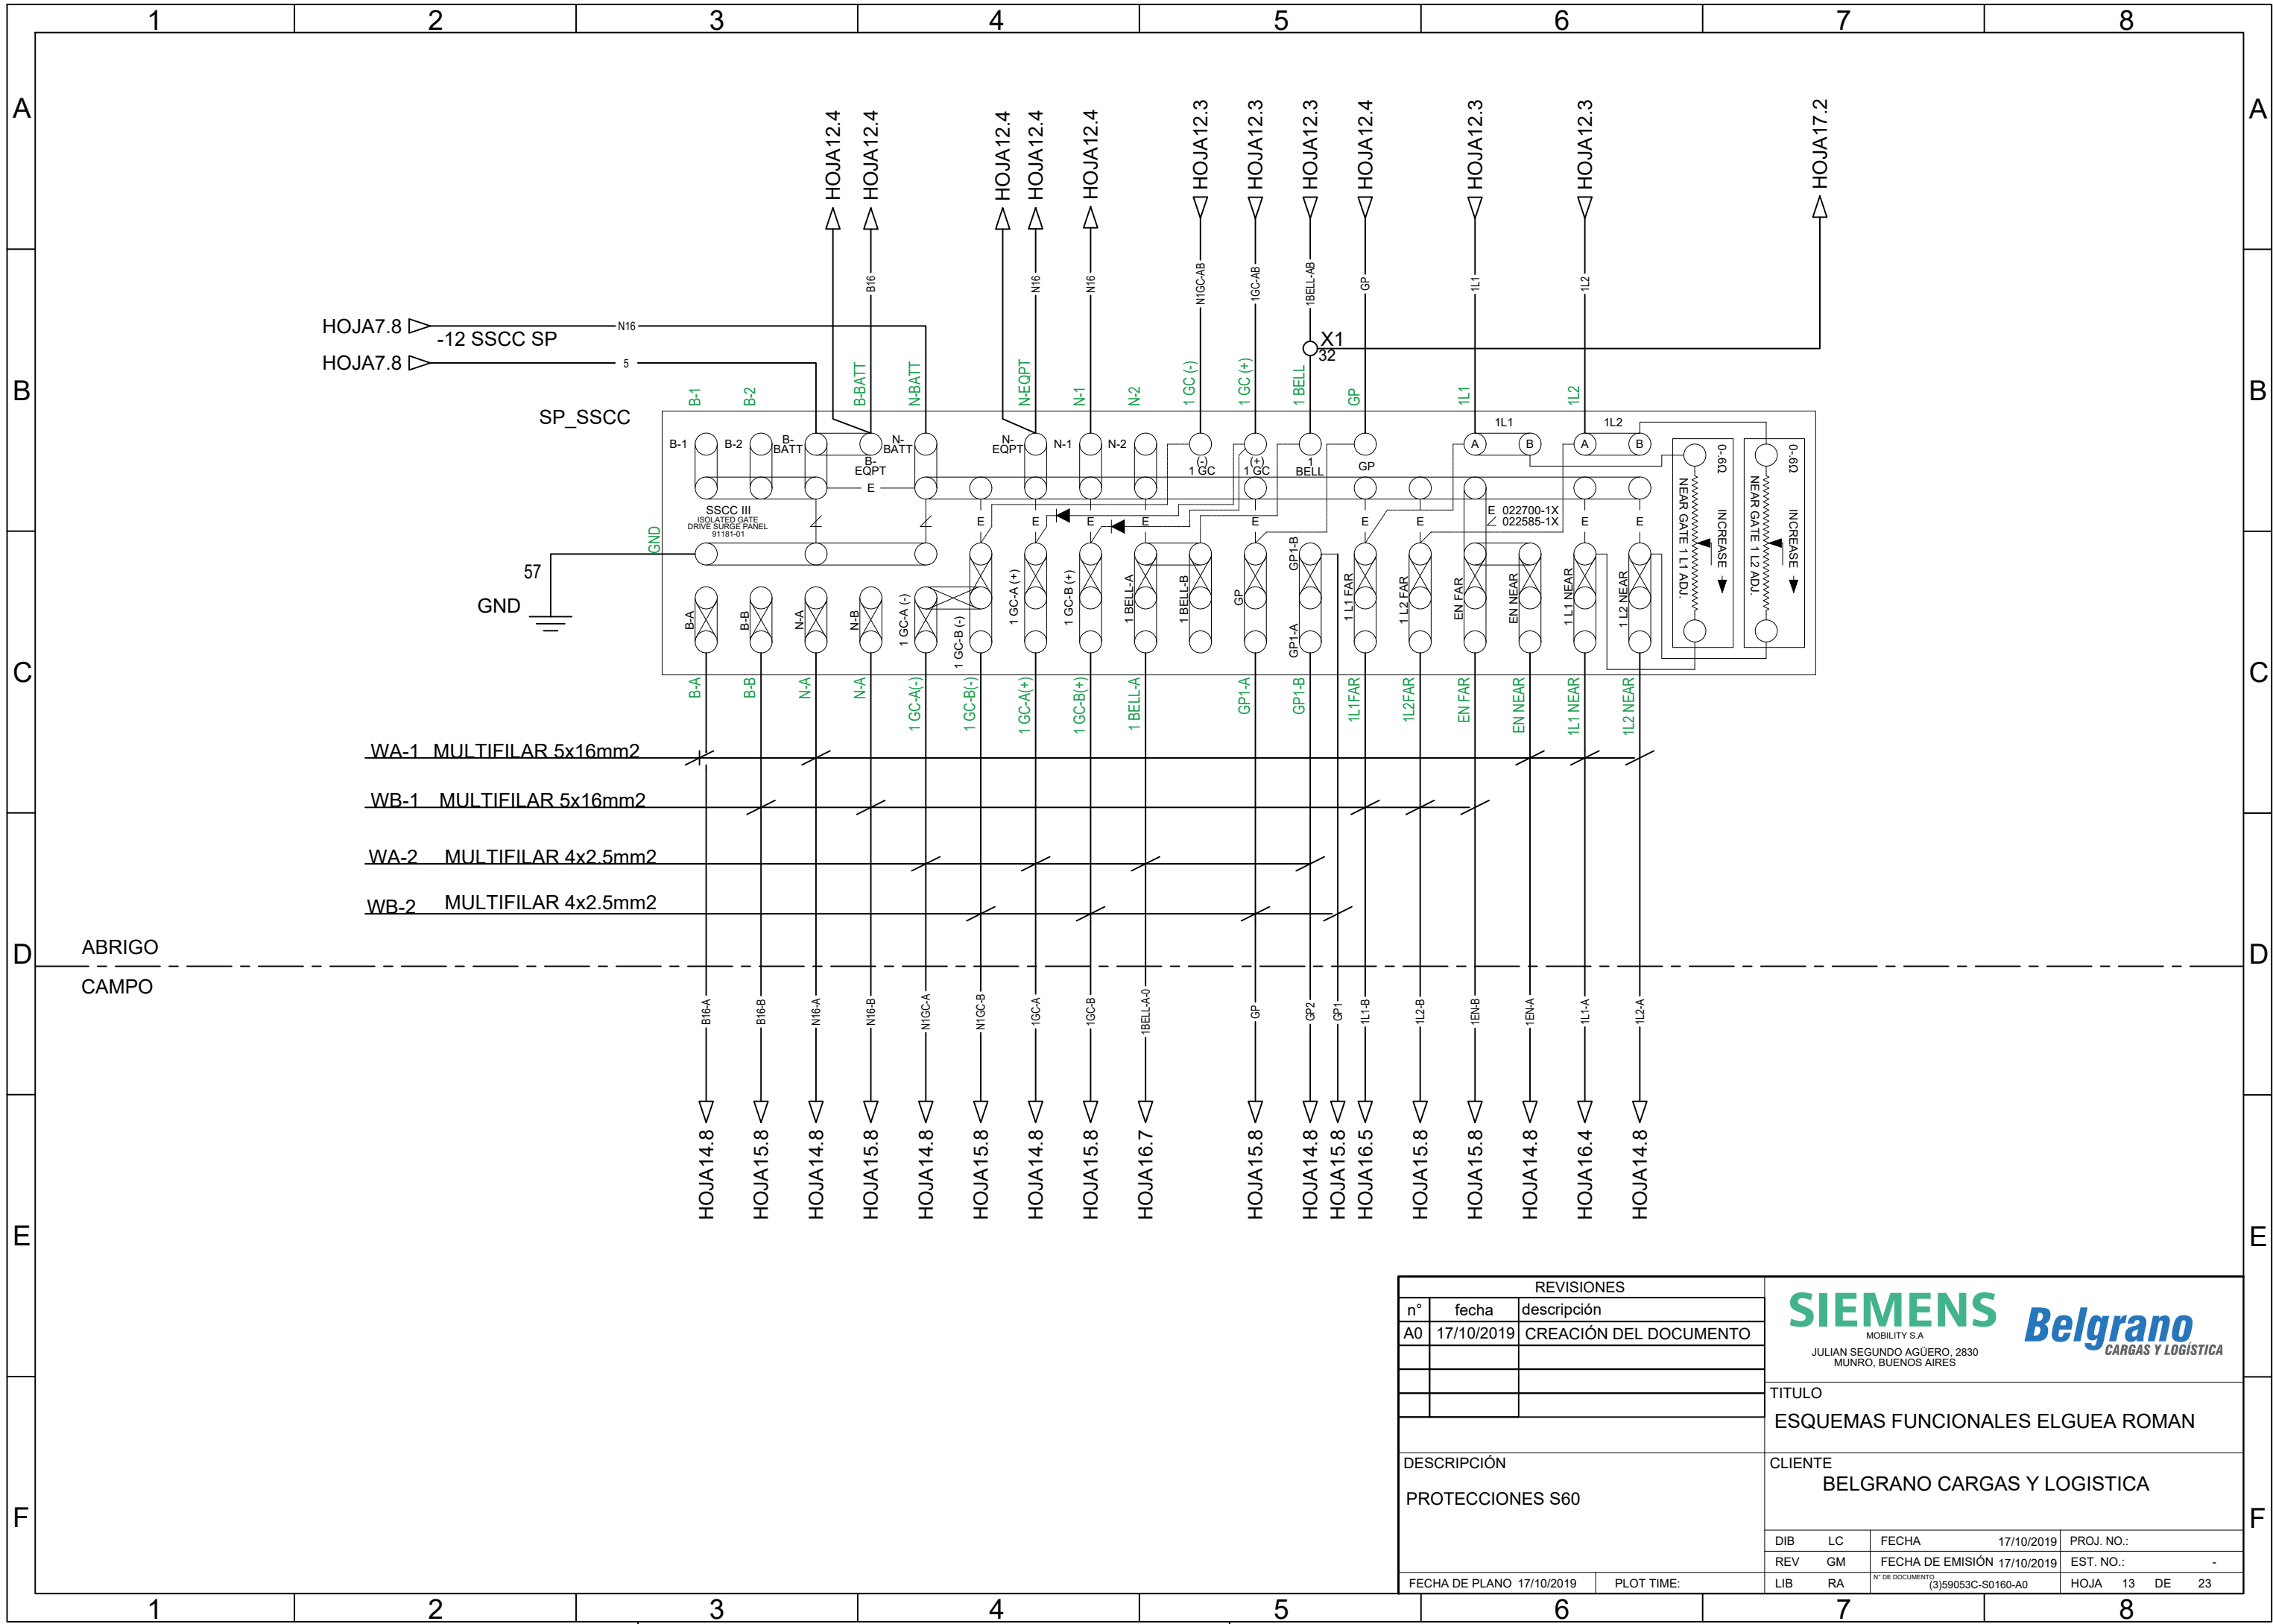 1 2 3 4 5 6 7 8
A A
HOJA12.4 HOJA12.4 HOJA12.4 HOJA12.4 HOJA12.4 HOJA12.3 HOJA12.3 HOJA12.3 HOJA12.4 HOJA12.3 HOJA12.3 HOJA17.2
B16 N16 N16 N1GC-AB 1GC-AB 1BELL-AB GP 1L1 1L2
HOJA7.8 N16
-12 SSCC SP
HOJA7.8 5
X1
32
B B
B-1 B-2 B-BATT N-BATT N-EQPT N-1 N-2 1 GC (-) 1 GC (+) 1 BELL GP 1L1 1L2
SP_SSCC
1L1 1L2
B-1 B-2 B-BATT B-EQPT N-BATT N-EQPT N-1 N-2 (-) 1 GC (+) 1 GC 1 BELL GP A B A B
E
SSCC III
ISOLATED GATE
DRIVE SURGE PANEL
91181-01
E E E E E E E E E
E 022700-1X
∠ 022585-1X
0-.6Ω INCREASE
NEAR GATE 1 L1 ADJ.
0-.6Ω INCREASE
NEAR GATE 1 L2 ADJ.
GND
57
GND
B-A B-B N-A N-B 1 GC-A (-) 1 GC-B (-) 1 GC-A (+) 1 GC-B (+) 1 BELL-A 1 BELL-B GP GP1-A GP1-B 1 L1 FAR 1 L2 FAR EN FAR EN NEAR 1 L1 NEAR 1 L2 NEAR
C C
B-A B-B N-A N-A 1 GC-A(-) 1 GC-B(-) 1 GC-A(+) 1 GC-B(+) 1 BELL-A GP1-A GP1-B 1L1FAR 1L2FAR EN FAR EN NEAR 1L1 NEAR 1L2 NEAR
WA-1 MULTIFILAR 5x16mm2
WB-1 MULTIFILAR 5x16mm2
WA-2 MULTIFILAR 4x2.5mm2
WB-2 MULTIFILAR 4x2.5mm2
D D
ABRIGO
CAMPO
B16-A B16-B N16-A N16-B N1GC-A N1GC-B 1GC-A 1GC-B 1BELL-A-0 GP GP2 GP1 1L1-B 1L2-B 1EN-B 1EN-A 1L1-A 1L2-A
HOJA14.8 HOJA15.8 HOJA14.8 HOJA15.8 HOJA14.8 HOJA15.8 HOJA14.8 HOJA15.8 HOJA16.7 HOJA15.8 HOJA14.8 HOJA15.8 HOJA16.5 HOJA15.8 HOJA15.8 HOJA14.8 HOJA16.4 HOJA14.8
E E
REVISIONES
n° fecha descripción
A0 17/10/2019 CREACIÓN DEL DOCUMENTO
SIEMENS
MOBILITY S.A
JULIAN SEGUNDO AGÜERO, 2830
MUNRO, BUENOS AIRES
Belgrano
CARGAS Y LOGÍSTICA
TITULO
ESQUEMAS FUNCIONALES ELGUEA ROMAN
DESCRIPCIÓN
PROTECCIONES S60
CLIENTE
BELGRANO CARGAS Y LOGISTICA
F F
DIB LC FECHA 17/10/2019 PROJ. NO.:
REV GM FECHA DE EMISIÓN 17/10/2019 EST. NO.: -
FECHA DE PLANO 17/10/2019 PLOT TIME: LIB RA N° DE DOCUMENTO (3)59053C-S0160-A0 HOJA 13 DE 23
1 2 3 4 5 6 7 8